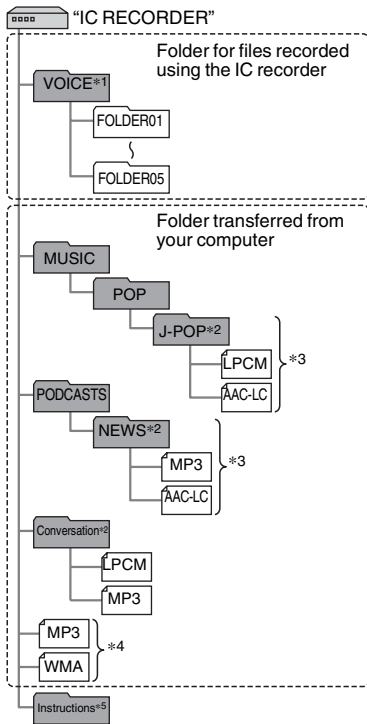 “IC RECORDER”
Folder for files recorded
using the IC recorder
VOICE*1
FOLDER01
FOLDER05
Folder transferred from
your computer
MUSIC
POP
J-POP*2
LPCM
*3
AAC-LC
PODCASTS
NEWS*2
MP3
*3
AAC-LC
Conversation*2
LPCM
MP3
MP3
*4
WMA
Instructions*5